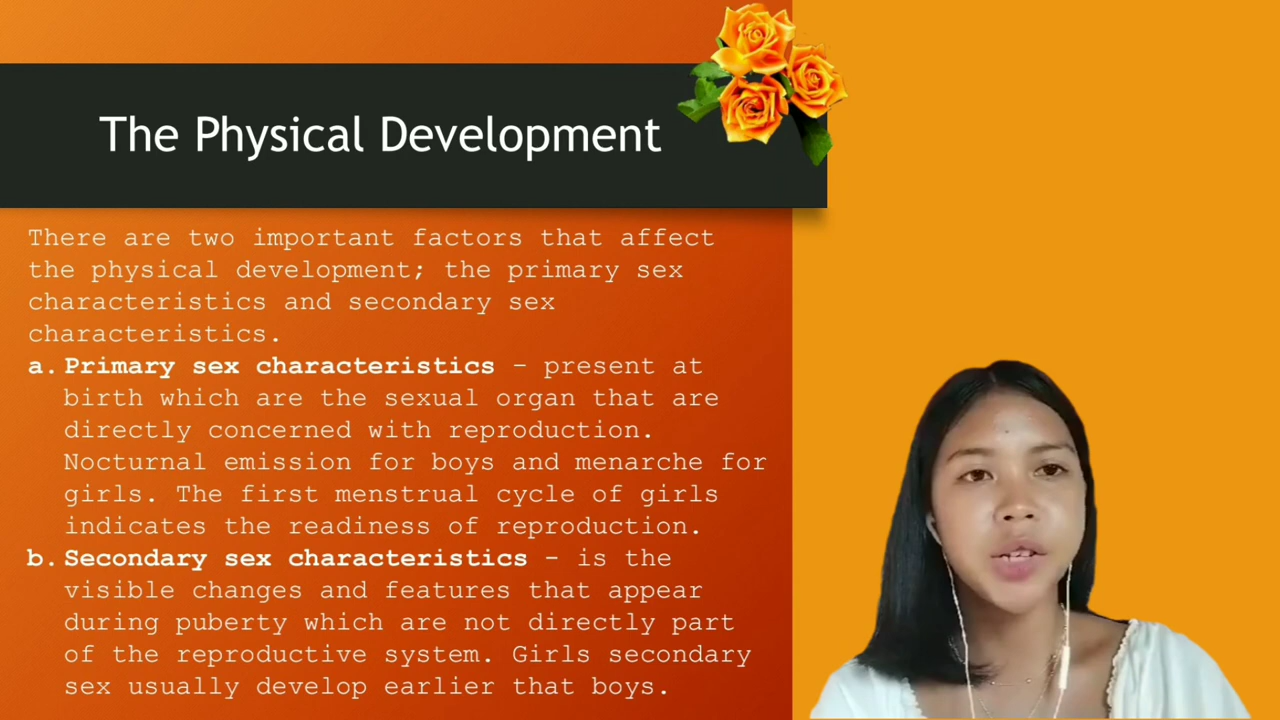 The Physical Development
There are two important factors that affect
the physical development; the primary sex
characteristics and secondary sex
characteristics.
a. Primary sex characteristics - present at
birth which are the sexual organ that are
directly concerned with reproduction.
Nocturnal emission for boys and menarche for
girls. The first menstrual cycle of girls
indicates the readiness of reproduction.
b. Secondary sex characteristics - is the
visible changes and features that appear
during puberty which are not directly part
of the reproductive system. Girls secondary
sex usually develop earlier that boys.